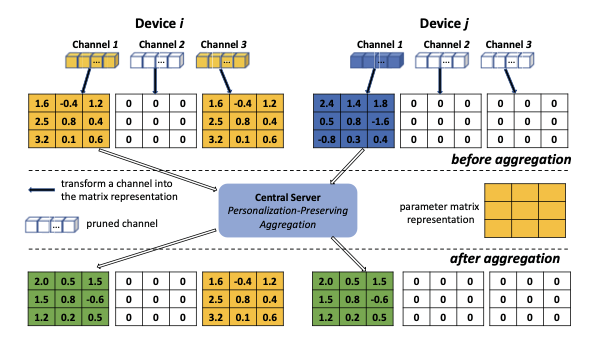 Device i Device j
Channel 1 Channel 2 Channel 3 Channel 1 Channel 2 Channel 3
... ... ... ... ... ...
1.6 -0.4 1.2 0 0 0 1.6 -0.4 1.2 2.4 1.4 1.8 0 0 0 0 0 0
2.5 0.8 0.4 0 0 0 2.5 0.8 0.4 0.5 0.8 -1.6 0 0 0 0 0 0
3.2 0.1 0.6 0 0 0 3.2 0.1 0.6 -0.8 0.3 0.4 0 0 0 0 0 0
before aggregation
transform a channel into
the matrix representation
... pruned channel
Central Server
Personalization-Preserving
Aggregation
parameter matrix
representation
after aggregation
2.0 0.5 1.5 0 0 0 1.6 -0.4 1.2 2.0 0.5 1.5 0 0 0 0 0 0
1.5 0.8 -0.6 0 0 0 2.5 0.8 0.4 1.5 0.8 -0.6 0 0 0 0 0 0
1.2 0.2 0.5 0 0 0 3.2 0.1 0.6 1.2 0.2 0.5 0 0 0 0 0 0